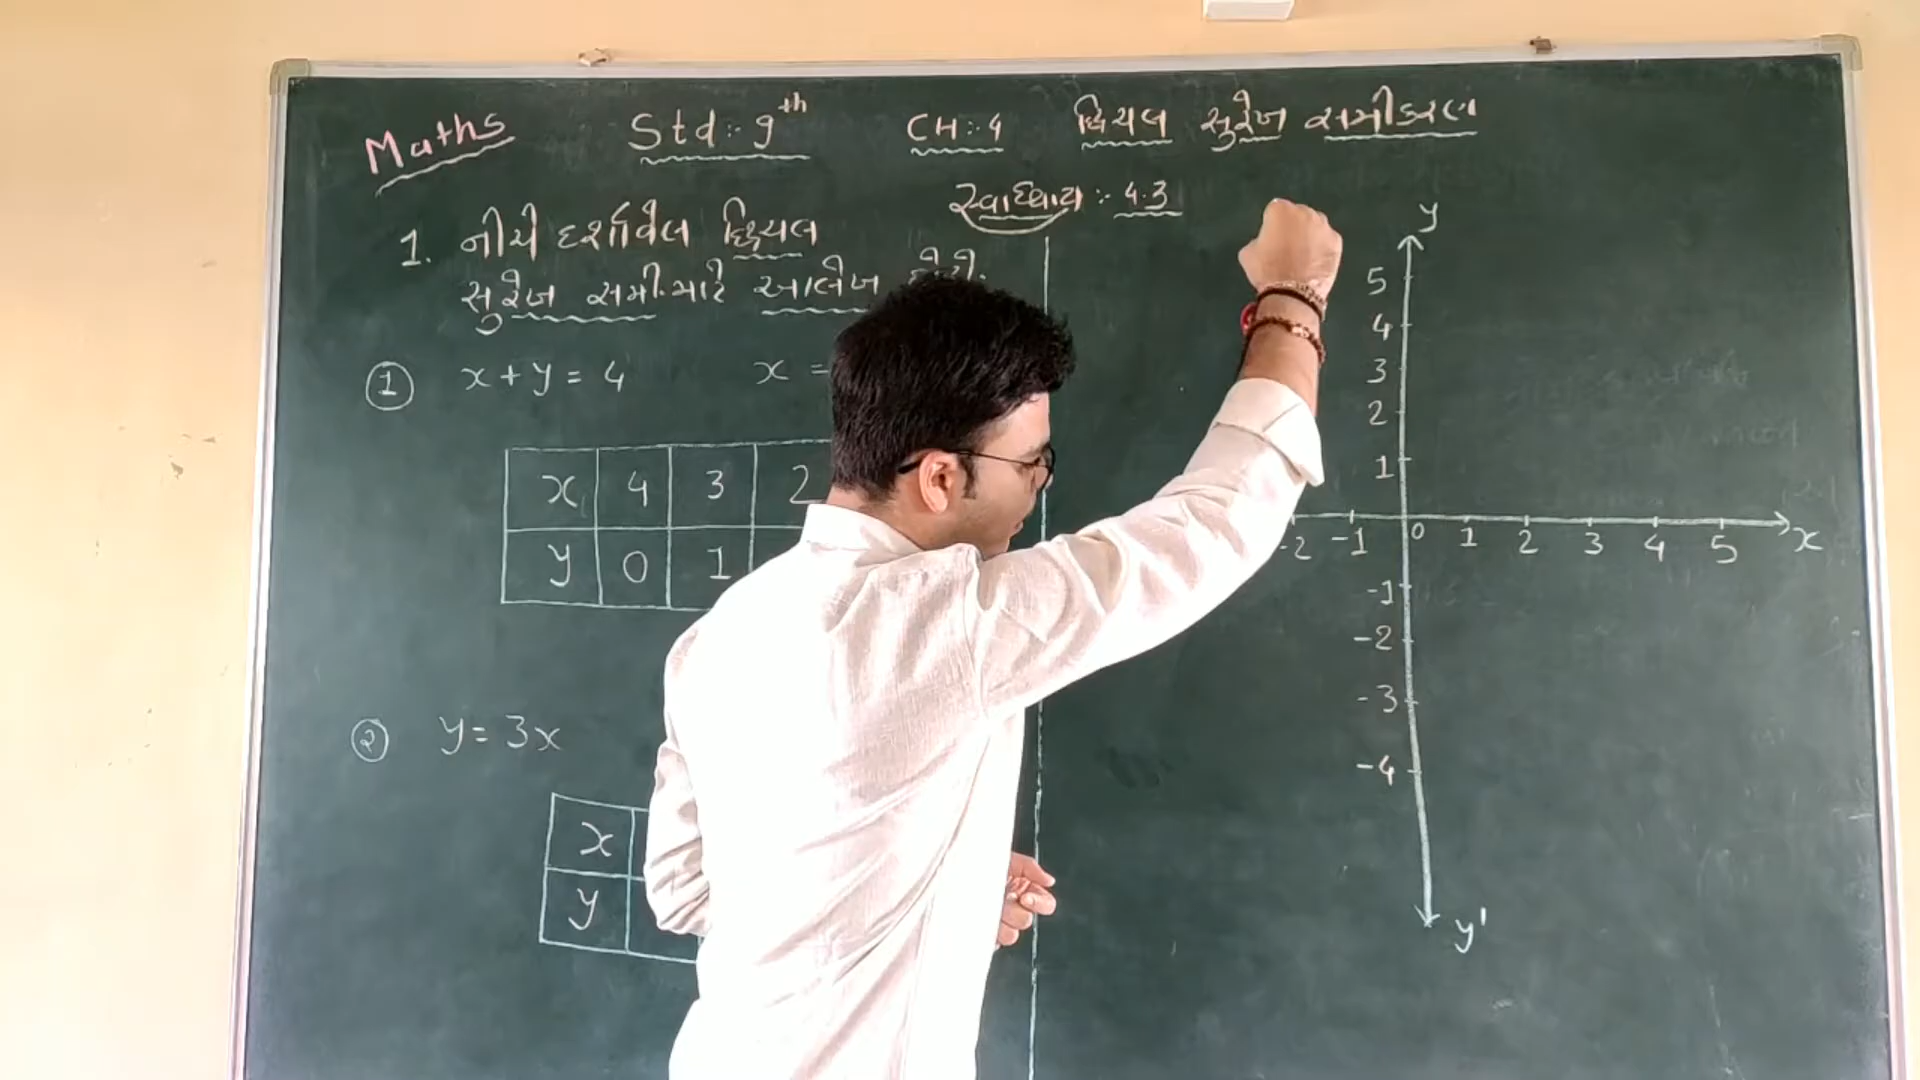 Maths Std:- 9th CH:- 4 દ્વિચલ સુરેખ સમીકરણ
સ્વાધ્યાય :- 4.3
1. નીચે દર્શાવેલ દ્વિચલ
સુરેખ સમી. માટે આલેખ
① x + y = 4 x =
x 4 3 2
y 0 1
② y = 3x
x
y
y
5
4
3
2
1
-2 -1 0 1 2 3 4 5 x
-1
-2
-3
-4
y'